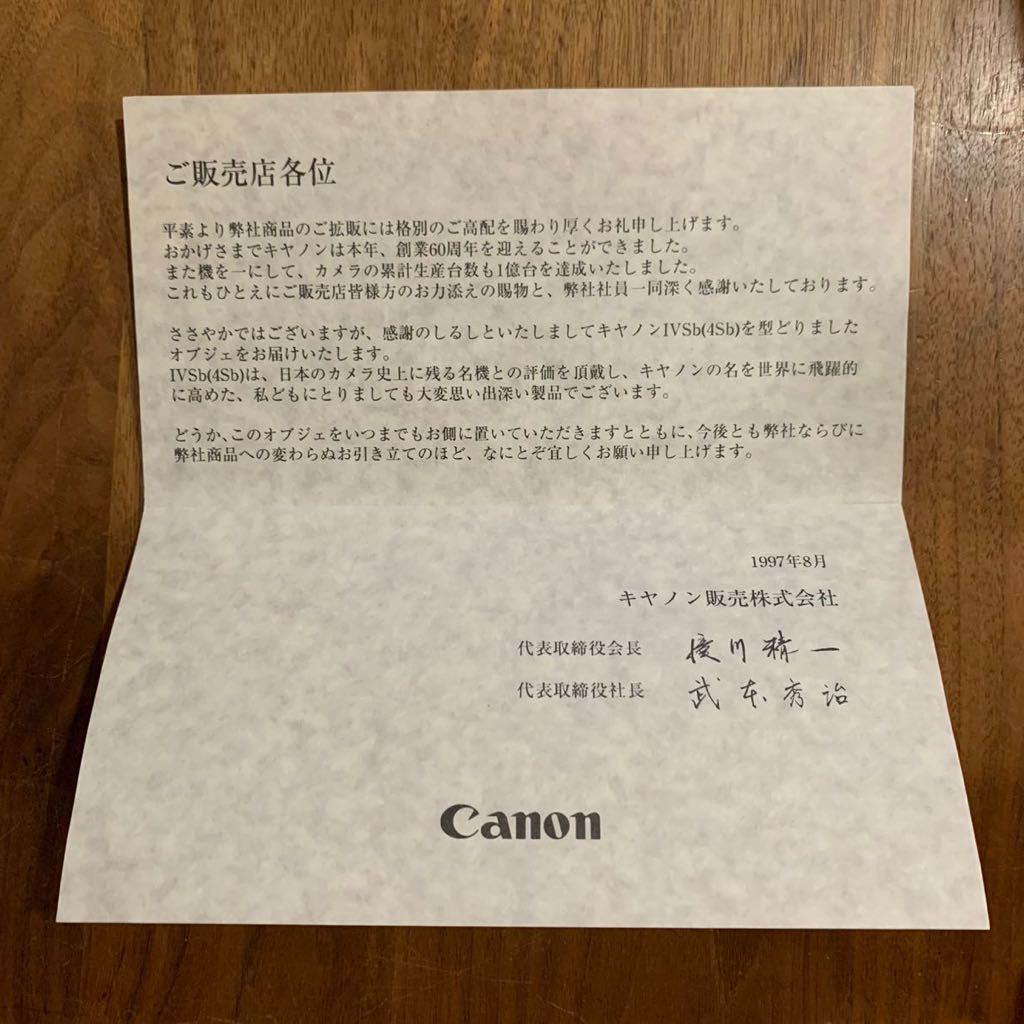 ご販売店各位
平素より弊社商品のご拡販には格別のご高配を賜わり厚くお礼申し上げます。
おかげさまでキヤノンは本年、創業60周年を迎えることができました。
また機を一にして、カメラの累計生産台数も1億台を達成いたしました。
これもひとえにご販売店皆様方のお力添えの賜物と、弊社社員一同深く感謝いたしております。
ささやかではございますが、感謝のしるしといたしましてキヤノンIVSb(4Sb)を型どりました
オブジェをお届けいたします。
IVSb(4Sb)は、日本のカメラ史上に残る名機との評価を頂戴し、キヤノンの名を世界に飛躍的
に高めた、私どもにとりましても大変思い出深い製品でございます。
どうか、このオブジェをいつまでもお側に置いていただきますとともに、今後とも弊社ならびに
弊社商品への変わらぬお引き立てのほど、なにとぞ宜しくお願い申し上げます。
1997年8月
キヤノン販売株式会社
代表取締役会長 滝川精一
代表取締役社長 武本秀治
Canon